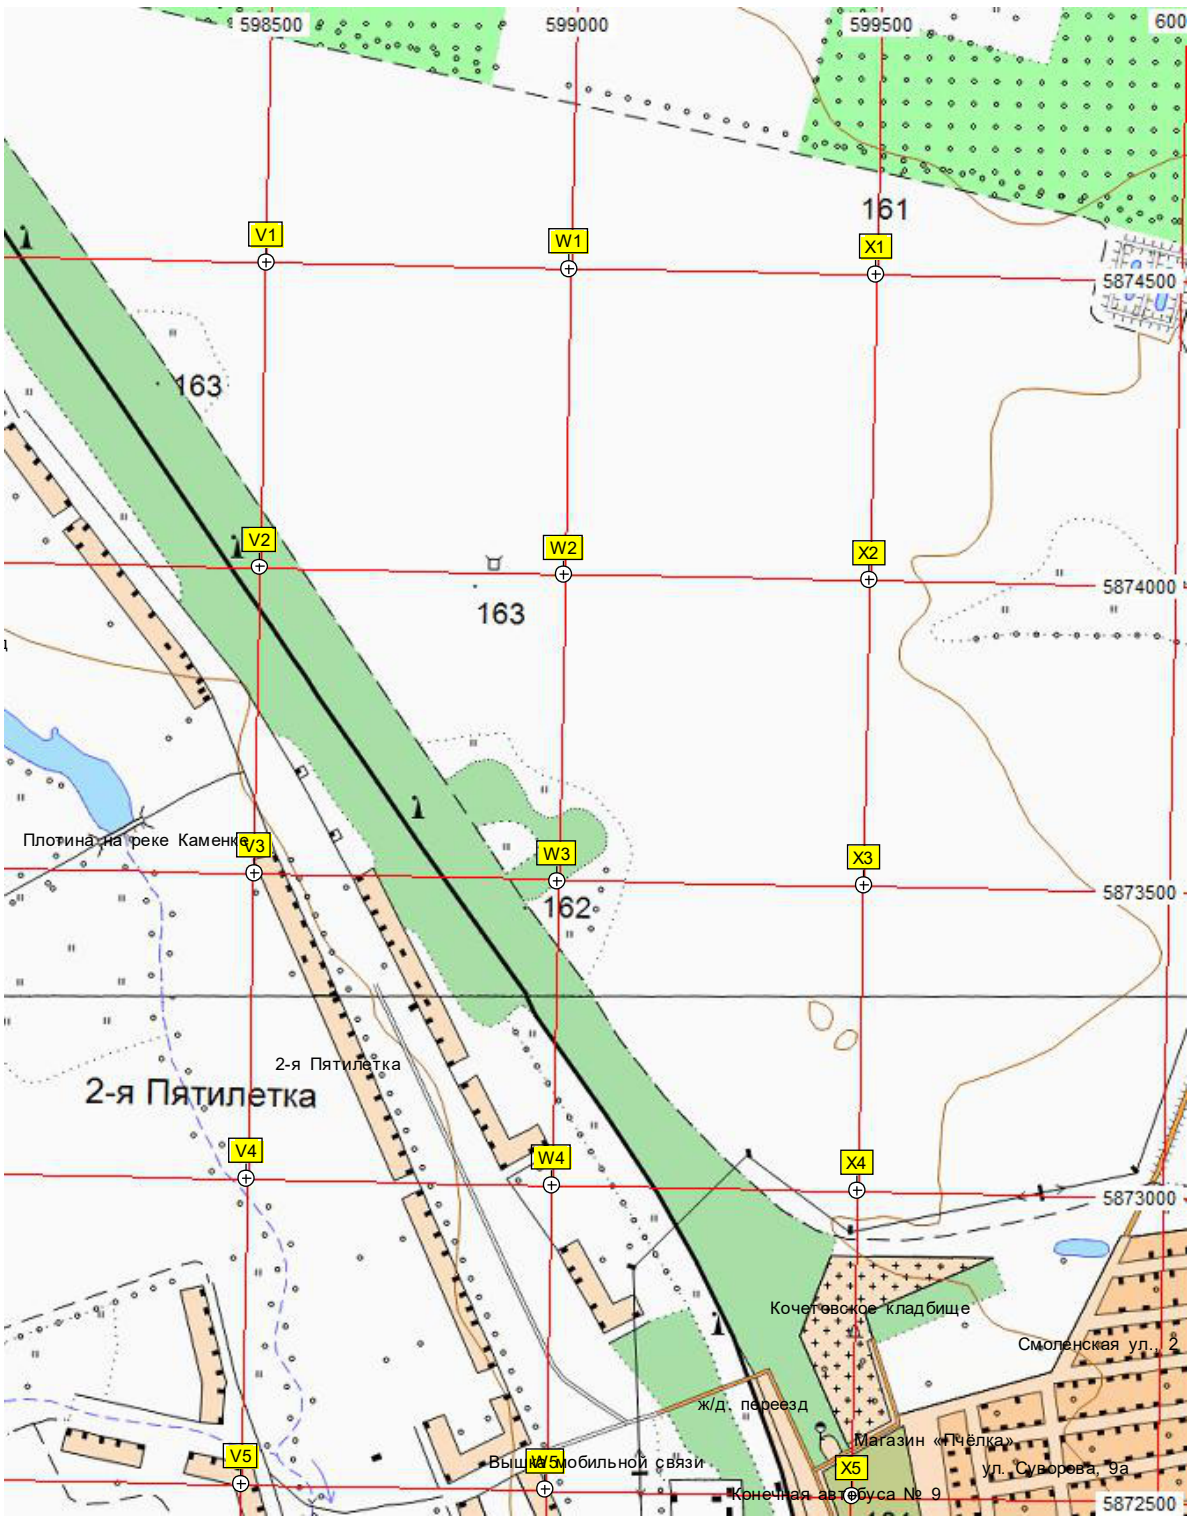 598500 599000 599500 600
161
V1 W1 X1
5874500
163
V2 W2 X2
5874000
163
Плотина на реке Каменке
V3 W3 X3
5873500
162
2-я Пятилетка
2-я Пятилетка
V4 W4 X4
5873000
Кочетовское кладбище
Смоленская ул., 2
ж/д. переезд
Магазин «Пчёлка»
V5 W5 X5
Вышка мобильной связи
ул. Суворова, 9а
Конечная автобуса № 9
5872500